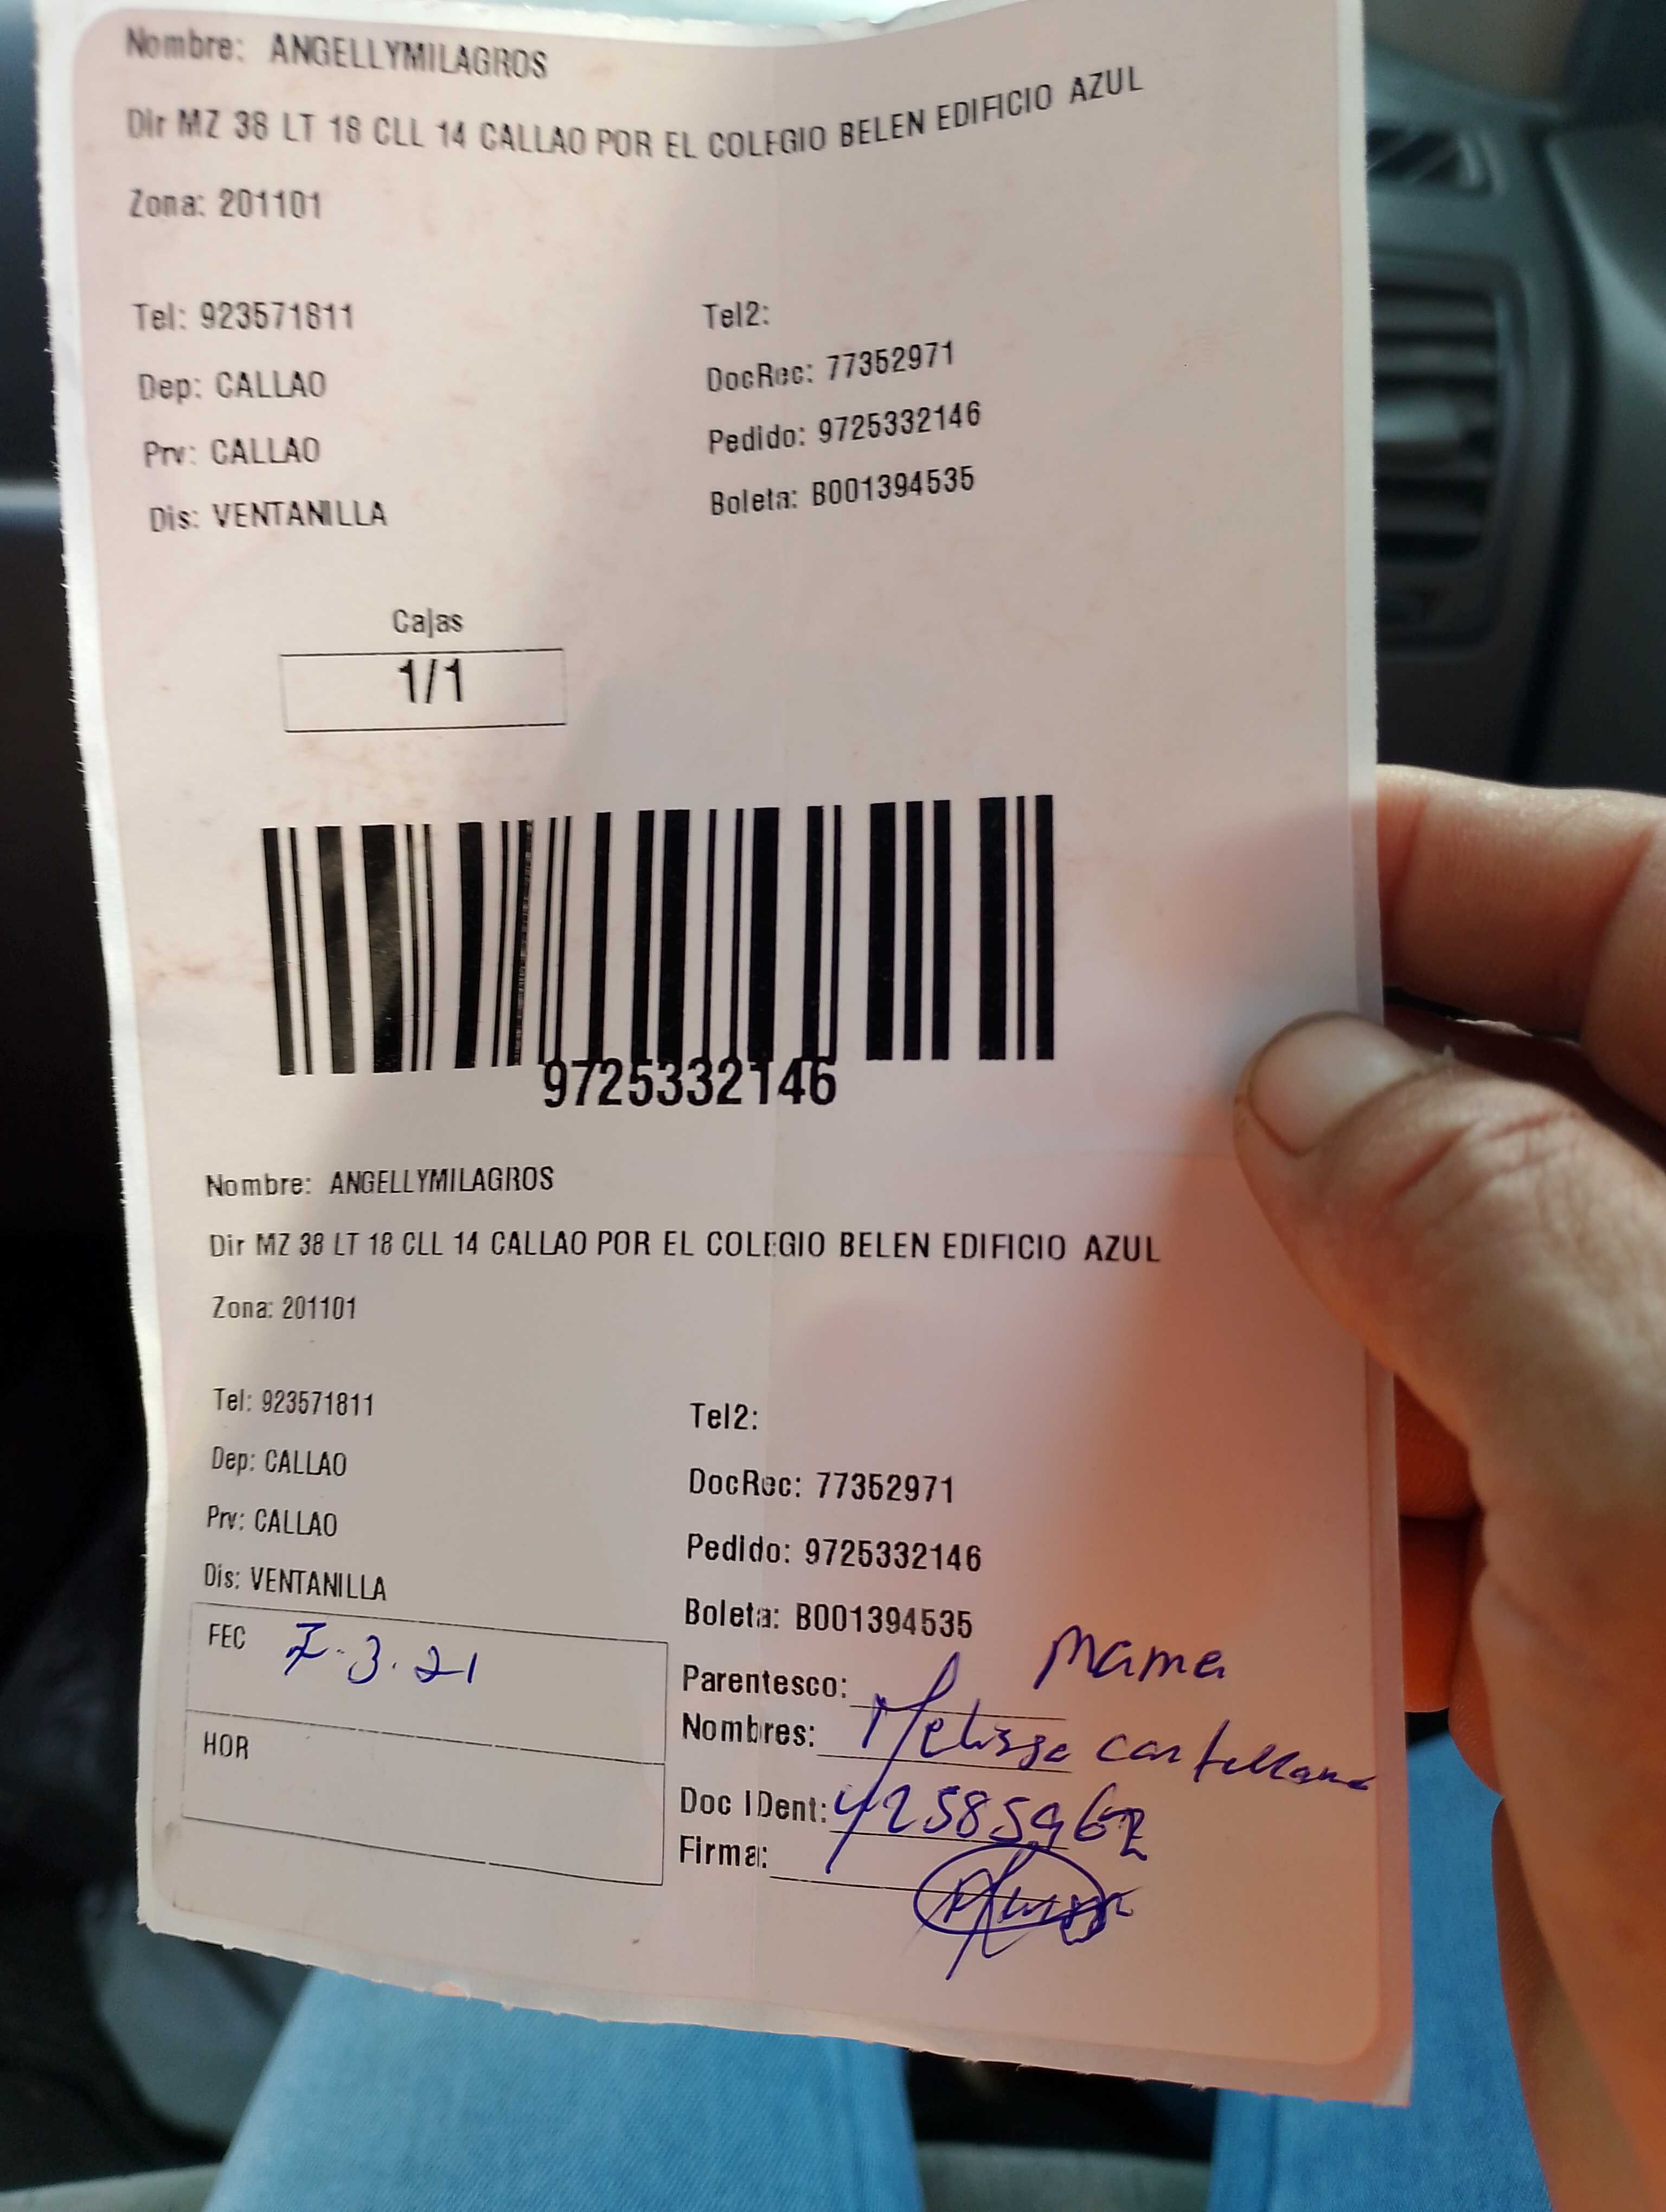 Nombre: ANGELLYMILAGROS
Dir MZ 38 LT 18 CLL 14 CALLAO POR EL COLEGIO BELEN EDIFICIO AZUL
Zona: 201101
Tel: 923571811 Tel2:
Dep: CALLAO DocRec: 77352971
Prv: CALLAO Pedido: 9725332146
Dis: VENTANILLA Boleta: B001394535
Cajas
1/1
9725332146
Nombre: ANGELLYMILAGROS
Dir MZ 38 LT 18 CLL 14 CALLAO POR EL COLEGIO BELEN EDIFICIO AZUL
Zona: 201101
Tel: 923571811 Tel2:
Dep: CALLAO DocRec: 77352971
Prv: CALLAO Pedido: 9725332146
Dis: VENTANILLA Boleta: B001394535
FEC 7.3.21 Parentesco: Mama
HOR Nombres: Melissa
Doc IDent:
Firma: